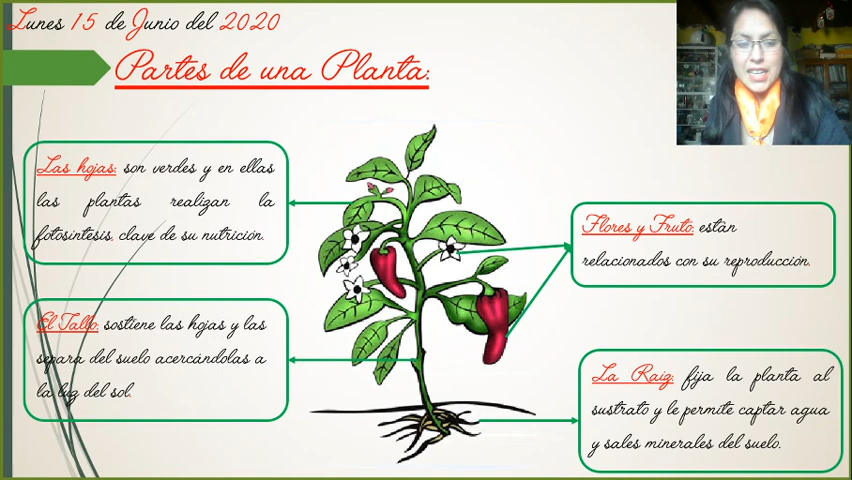 Lunes 15 de Junio del 2020
Partes de una Planta:
Las hojas: son verdes y en ellas
las plantas realizan la
fotosíntesis, clave de su nutrición.
El Tallo: sostiene las hojas y las
separa del suelo acercándolas a
la luz del sol.
Flores y Fruto: están
relacionados con su reproducción.
La Raiz: fija la planta al
sustrato y le permite captar agua
y sales minerales del suelo.